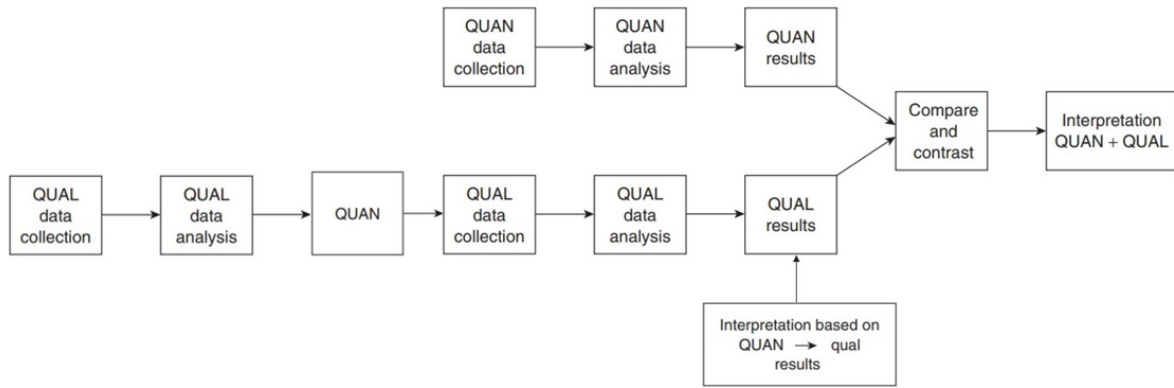 QUAN
data
collection
QUAN
data
analysis
QUAN
results
Compare
and
contrast
Interpretation
QUAN + QUAL
QUAL
data
collection
QUAL
data
analysis
QUAN
QUAL
data
collection
QUAL
data
analysis
QUAL
results
Interpretation based on
QUAN → qual
results